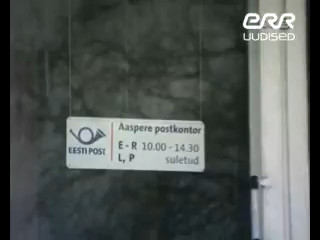 err
UUDISED
Aaspere postkontor
E - R 10.00 - 14.30
L, P suletud
EESTI POST